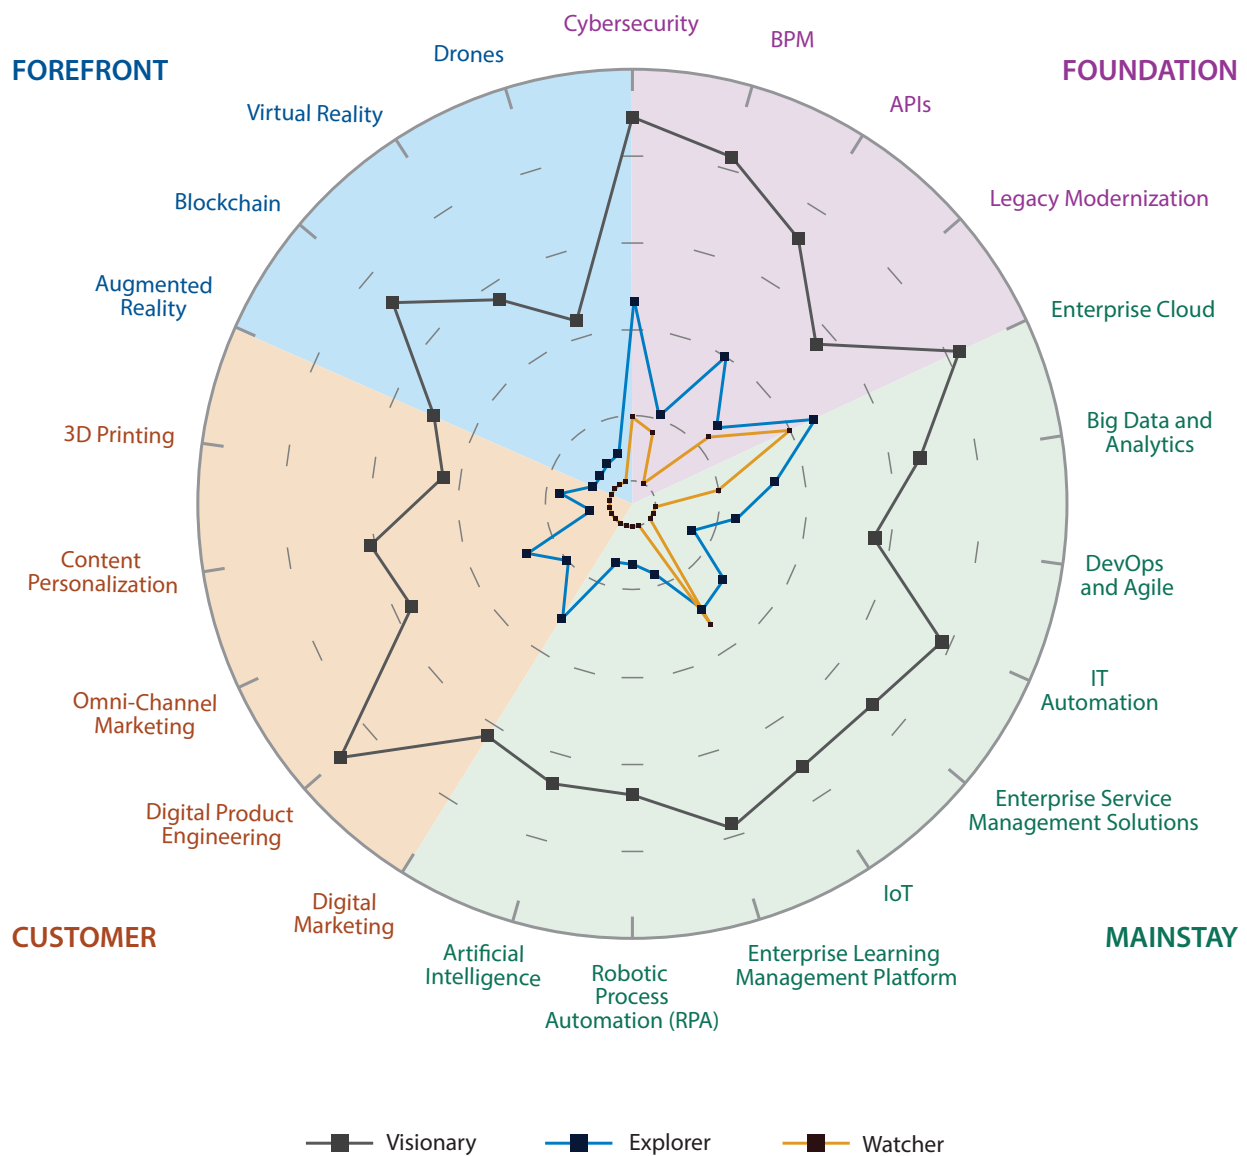 Cybersecurity
Drones
BPM
FOREFRONT
FOUNDATION
Virtual Reality
APIs
Blockchain
Legacy Modernization
Augmented
Reality
Enterprise Cloud
3D Printing
Big Data and
Analytics
Content
Personalization
DevOps
and Agile
Omni-Channel
Marketing
IT
Automation
Digital Product
Engineering
Enterprise Service
Management Solutions
Digital
Marketing
IoT
CUSTOMER
MAINSTAY
Artificial
Intelligence
Robotic
Process
Automation (RPA)
Enterprise Learning
Management Platform
Visionary
Explorer
Watcher